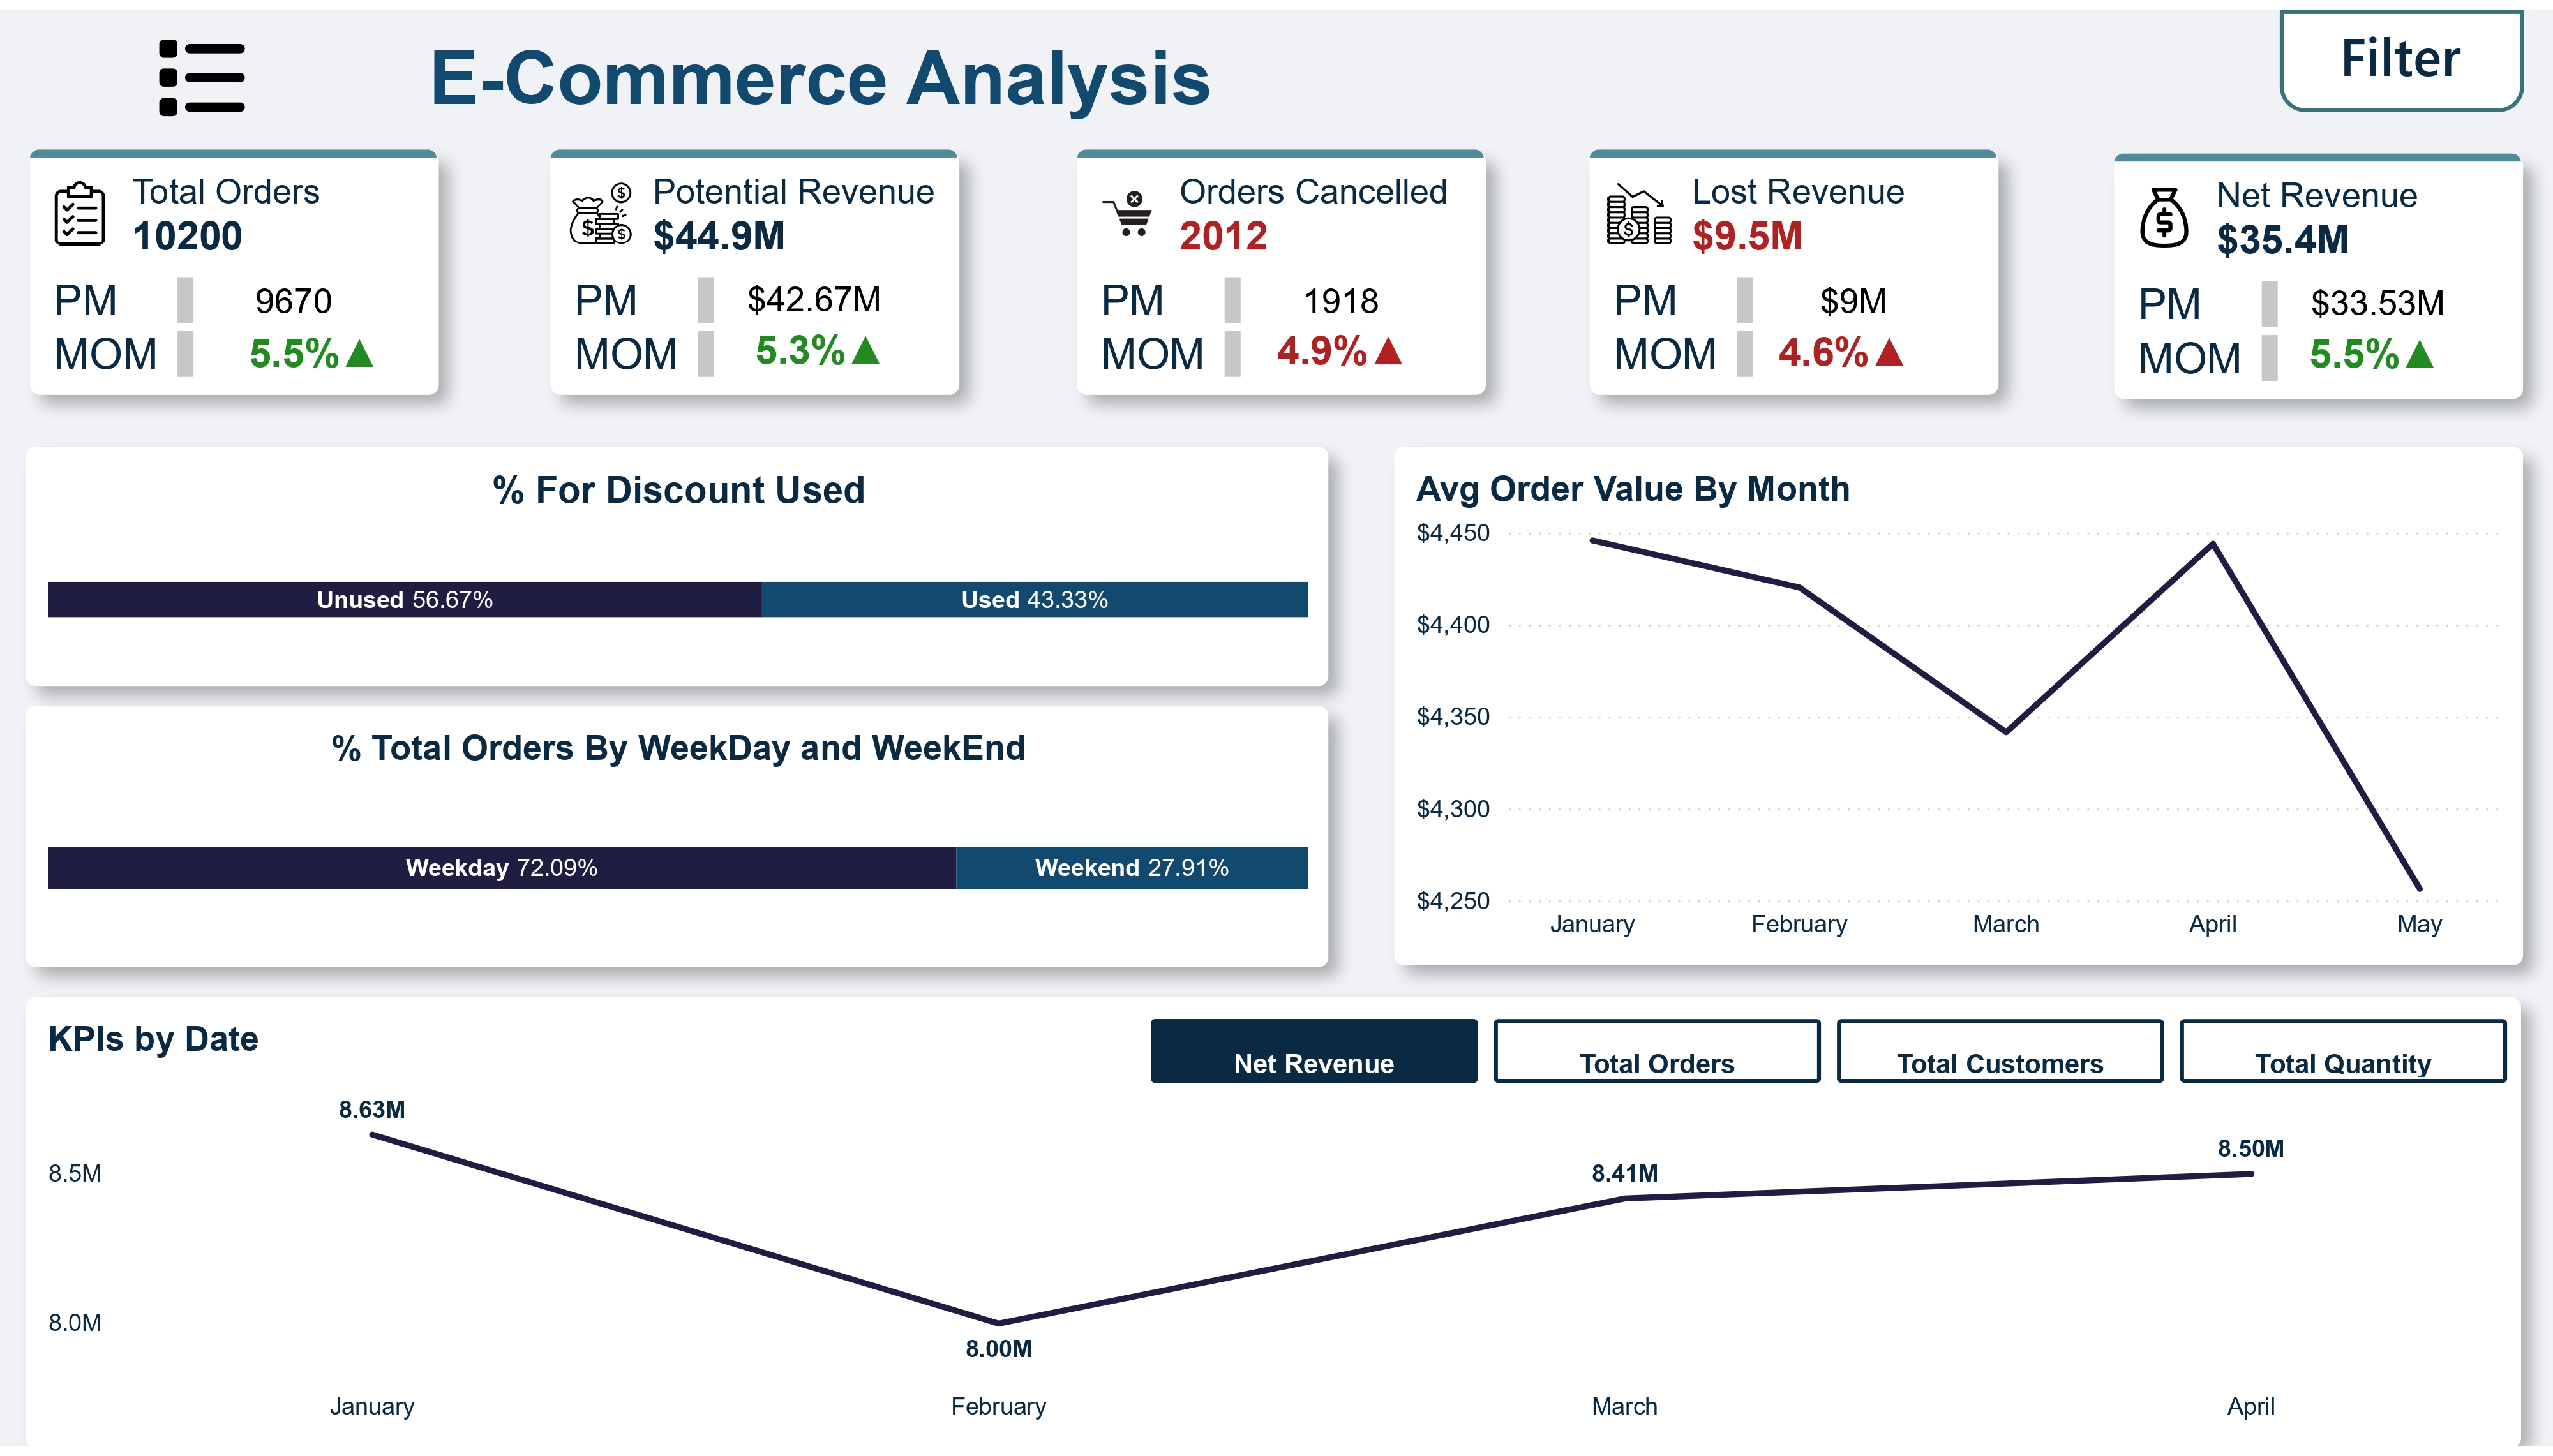 E-Commerce Analysis
Filter
Total Orders
10200
PM 9670
MOM 5.5%▲
Potential Revenue
$44.9M
PM $42.67M
MOM 5.3%▲
Orders Cancelled
2012
PM 1918
MOM 4.9%▲
Lost Revenue
$9.5M
PM $9M
MOM 4.6%▲
Net Revenue
$35.4M
PM $33.53M
MOM 5.5%▲
% For Discount Used
Unused 56.67% Used 43.33%
% Total Orders By WeekDay and WeekEnd
Weekday 72.09% Weekend 27.91%
Avg Order Value By Month
$4,450
$4,400
$4,350
$4,300
$4,250
January February March April May
KPIs by Date
Net Revenue Total Orders Total Customers Total Quantity
8.63M
8.50M
8.5M
8.41M
8.0M
8.00M
January February March April